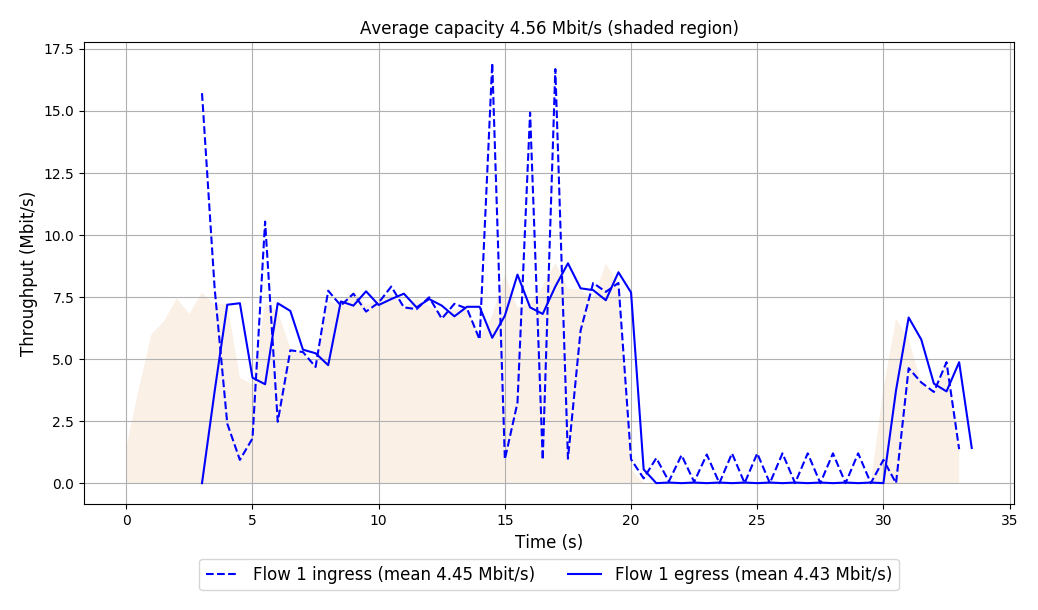 Average capacity 4.56 Mbit/s (shaded region)
17.5
15.0
12.5
10.0
7.5
5.0
2.5
0.0
Throughput (Mbit/s)
0 5 10 15 20 25 30 35
Time (s)
Flow 1 ingress (mean 4.45 Mbit/s) Flow 1 egress (mean 4.43 Mbit/s)